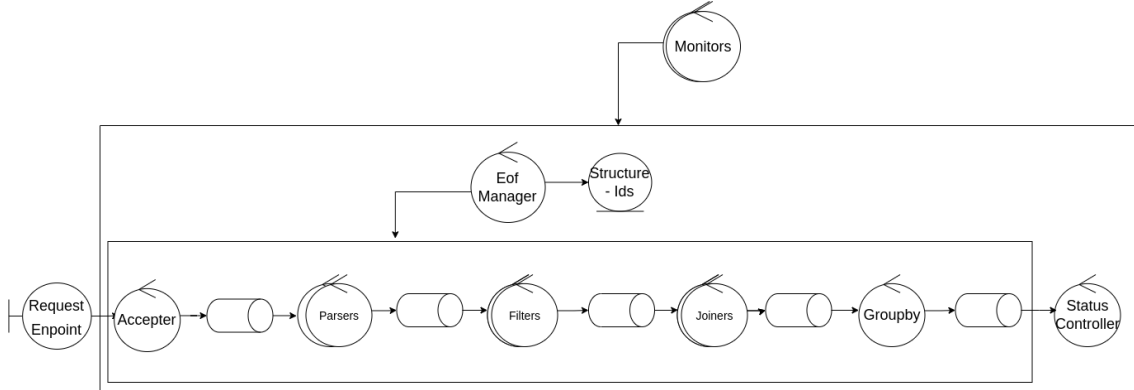 Monitors
Eof
Manager
Structure
- Ids
Request
Enpoint
Accepter
Parsers
Filters
Joiners
Groupby
Status
Controller